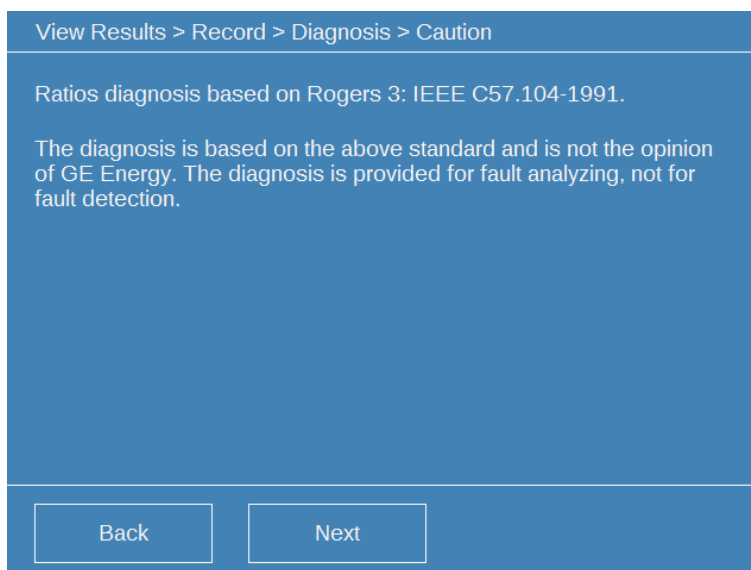 View Results > Record > Diagnosis > Caution
Ratios diagnosis based on Rogers 3: IEEE C57.104-1991.
The diagnosis is based on the above standard and is not the opinion
of GE Energy. The diagnosis is provided for fault analyzing, not for
fault detection.
Back
Next